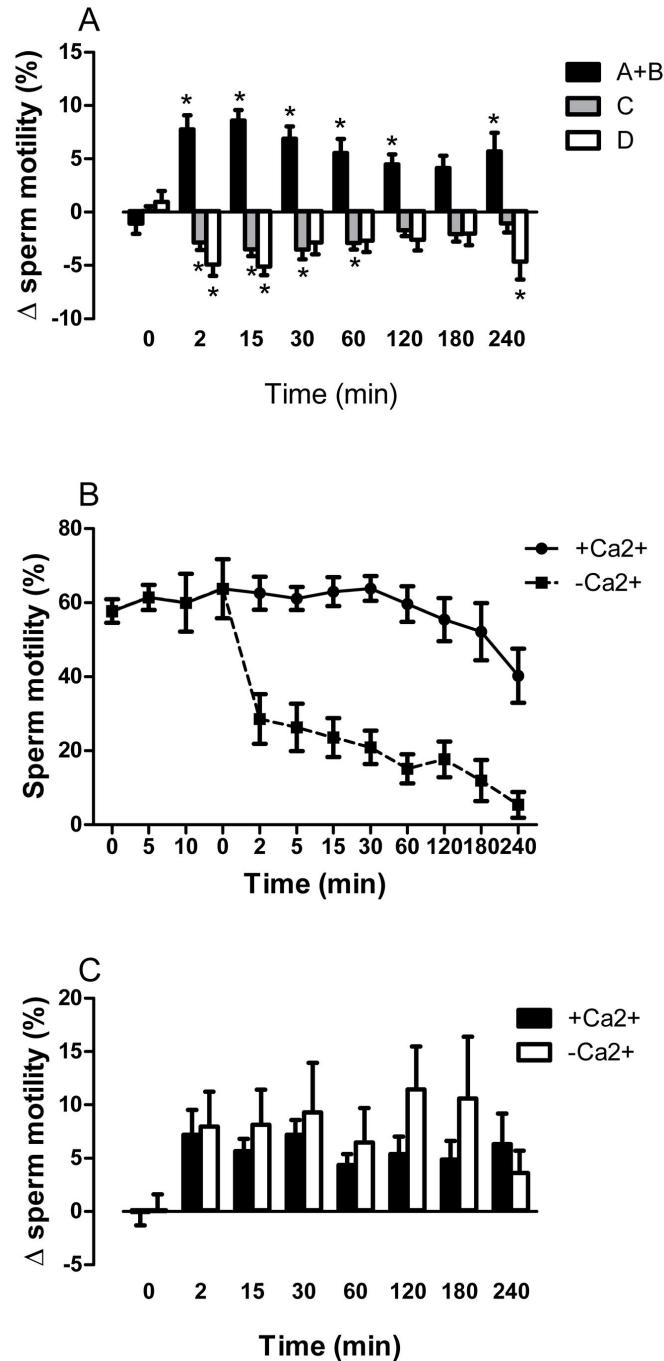 A
15
10
5
0
-5
-10
Δ sperm motility (%)
A+B
C
D
* * * * * *
* * * * * * *
0 2 15 30 60 120 180 240
Time (min)
B
80
60
40
20
0
Sperm motility (%)
+Ca2+
-Ca2+
0 5 10 0 2 5 15 30 60 120 180 240
Time (min)
C
20
15
10
5
0
-5
Δ sperm motility (%)
+Ca2+
-Ca2+
0 2 15 30 60 120 180 240
Time (min)